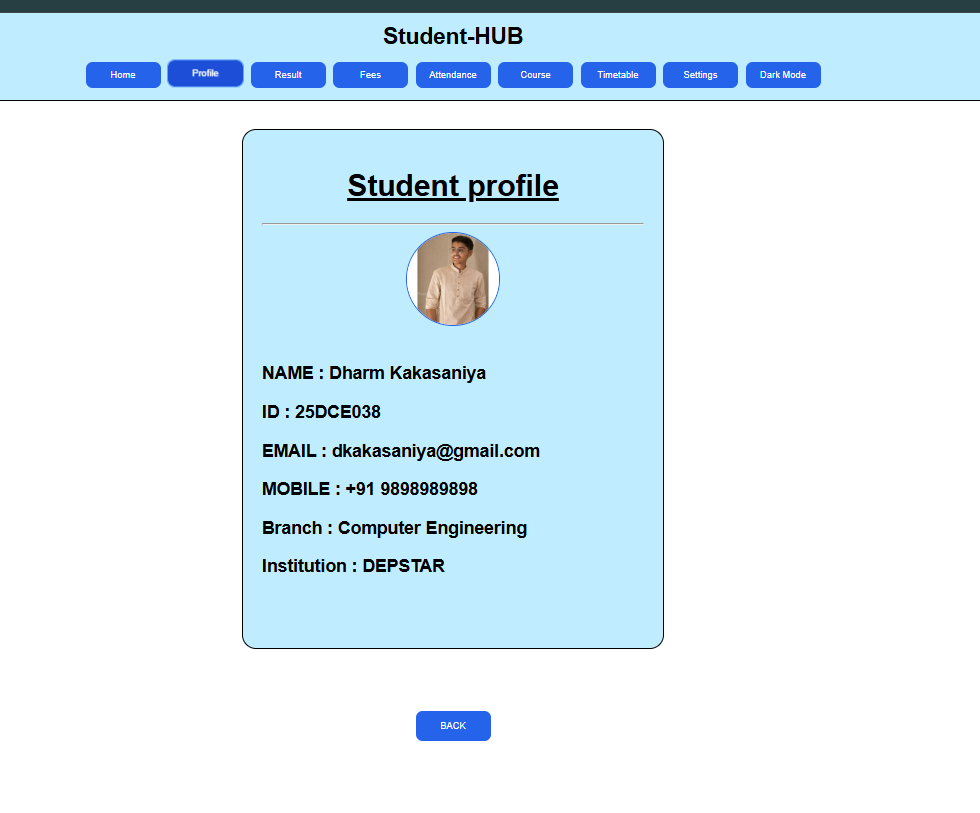 Student-HUB
Home Profile Result Fees Attendance Course Timetable Settings Dark Mode
Student profile
NAME : Dharm Kakasaniya
ID : 25DCE038
EMAIL : dkakasaniya@gmail.com
MOBILE : +91 9898989898
Branch : Computer Engineering
Institution : DEPSTAR
BACK